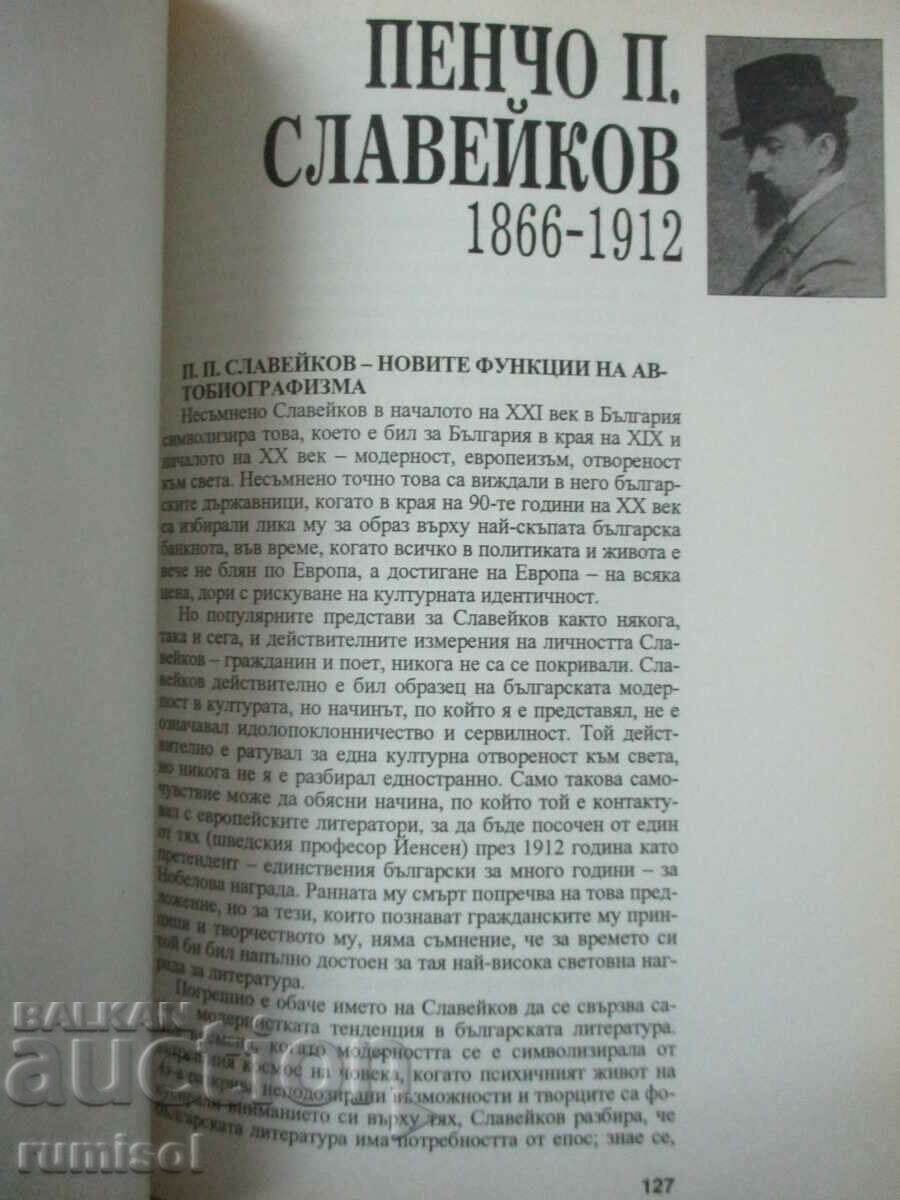 ПЕНЧО П.
СЛАВЕЙКОВ
1866-1912
П. П. СЛАВЕЙКОВ – НОВИТЕ ФУНКЦИИ НА АВ-
ТОБИОГРАФИЗМА
Несъмнено Славейков в началото на XXI век в България
символизира това, което е бил за България в края на XIX и
началото на XX век – модерност, европеизъм, отвореност
към света. Несъмнено точно това са виждали в него българ-
ските държавници, когато в края на 90-те години на XX век
са избирали лика му за образ върху най-скъпата българска
банкнота, във време, когато всичко в политиката и живота е
вече не блян по Европа, а достигане на Европа – на всяка
цена, дори с рискуване на културната идентичност.
Но популярните представи за Славейков както някога,
така и сега, и действителните измерения на личността Сла-
вейков – гражданин и поет, никога не са се покривали. Сла-
вейков действително е бил образец на българската модер-
ност в културата, но начинът, по който я е представял, не е
означавал идолопоклонничество и сервилност. Той дейст-
вително е ратувал за една културна отвореност към света,
но никога не я е разбирал едностранно. Само такова само-
чувствие може да обясни начина, по който той е контакту-
вал с европейските литератори, за да бъде посочен от един
от тях (шведския професор Йенсен) през 1912 година като
претендент – единствения български за много години – за
Нобелова награда. Ранната му смърт попречва на това пред-
ложение, но за тези, които познават гражданските му прин-
ципи и творчеството му, няма съмнение, че за времето си
той би бил напълно достоен за тая най-висока световна наг-
рада за литература.
Погрешно е обаче името на Славейков да се свързва са-
модернистката тенденция в българската литература.
когато модерността се е символизирала от
космос на човека, когато психичният живот на
неподозирани възможности и творците са фо-
кусирали вниманието си върху тях, Славейков разбира, че
българската литература има потребността от епос; знае се,
127
BALKAN
auction
rumisol